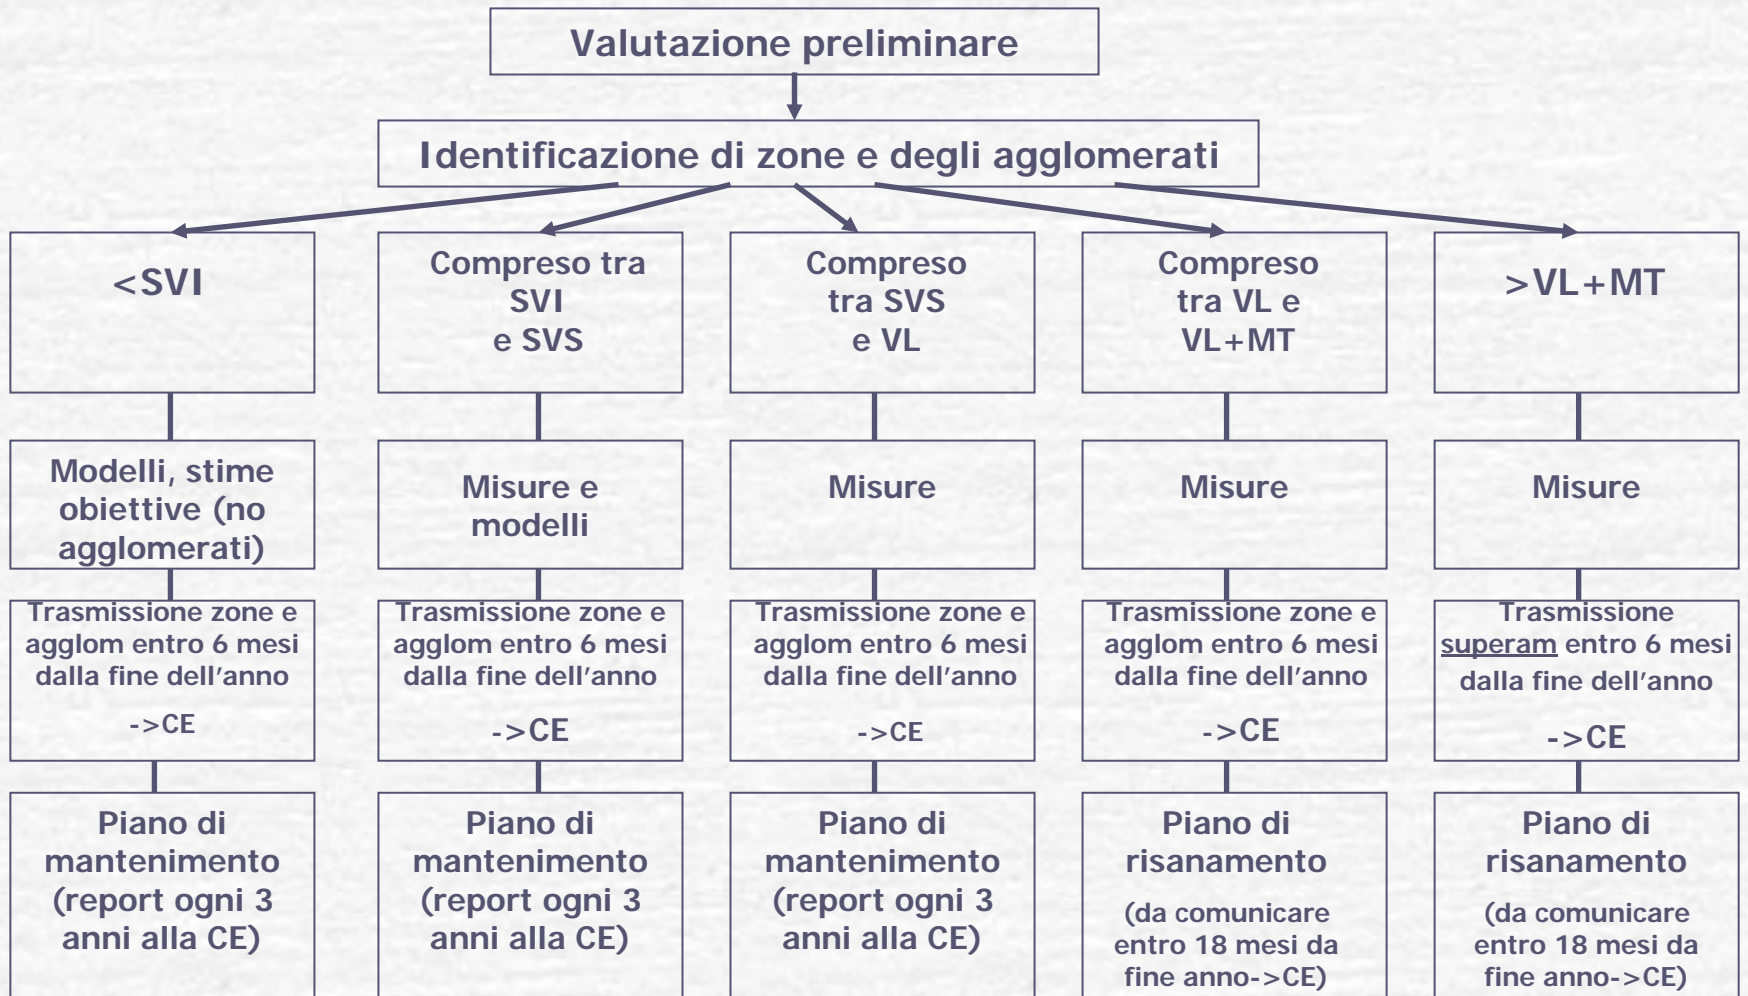 Valutazione preliminare
Identificazione di zone e degli agglomerati
<SVI
Compreso tra
SVI
e SVS
Compreso
tra SVS
e VL
Compreso
tra VL e
VL+MT
>VL+MT
Modelli, stime
obiettive (no
agglomerati)
Misure e
modelli
Misure
Misure
Misure
Trasmissione zone e
agglom entro 6 mesi
dalla fine dell'anno
->CE
Trasmissione zone e
agglom entro 6 mesi
dalla fine dell'anno
->CE
Trasmissione zone e
agglom entro 6 mesi
dalla fine dell'anno
->CE
Trasmissione zone e
agglom entro 6 mesi
dalla fine dell'anno
->CE
Trasmissione
superam entro 6 mesi
dalla fine dell'anno
->CE
Piano di
mantenimento
(report ogni 3
anni alla CE)
Piano di
mantenimento
(report ogni 3
anni alla CE)
Piano di
mantenimento
(report ogni 3
anni alla CE)
Piano di
risanamento
(da comunicare
entro 18 mesi da
fine anno->CE)
Piano di
risanamento
(da comunicare
entro 18 mesi da
fine anno->CE)